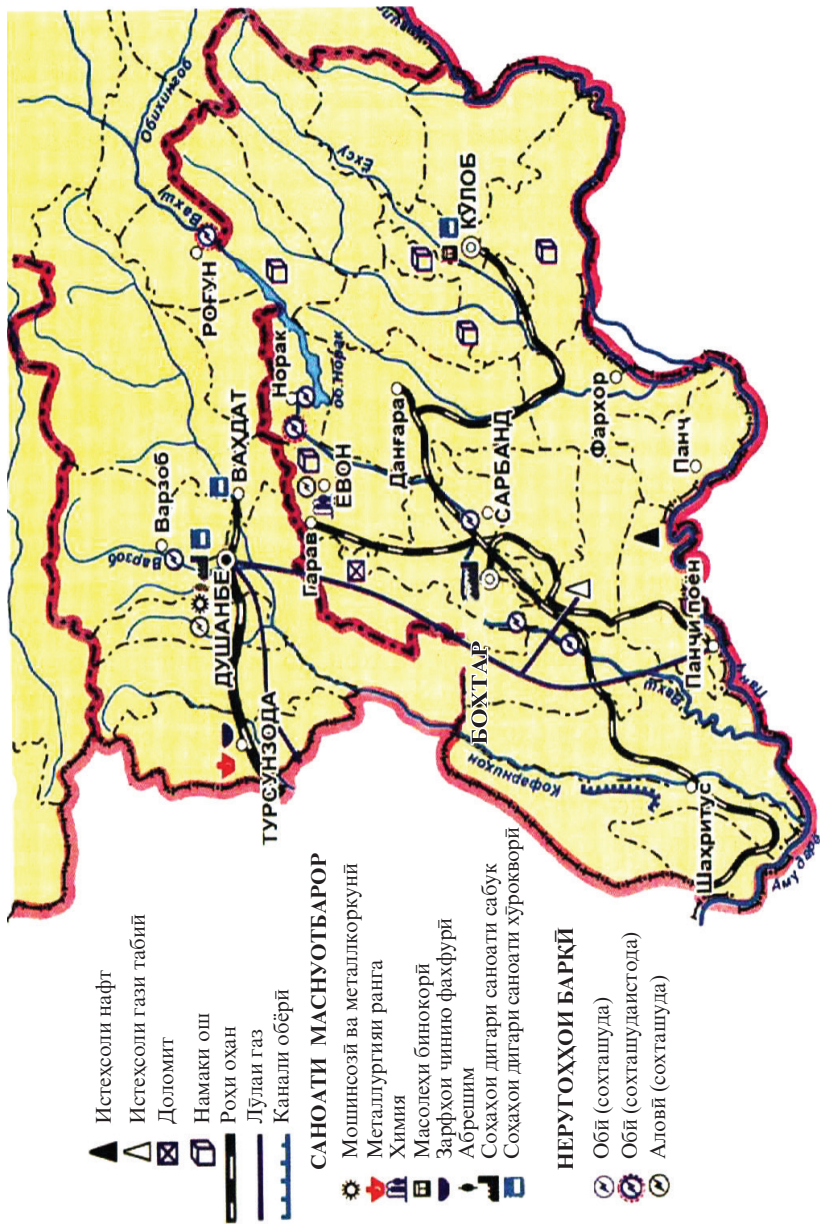 Истеҳсоли нафт
Истеҳсоли гази табиӣ
Доломит
Намаки ош
Роҳи оҳан
Лӯлаи газ
Канали обёрӣ
САНОАТИ МАСНУОТБАРОР
Мошинсозӣ ва металлкоркунӣ
Металлургияи ранга
Химия
Масолеҳи бинокорӣ
Зарфҳои чинию фахфурӣ
Абрешим
Соҳаҳои дигари саноати сабук
Соҳаҳои дигари саноати хӯрокворӣ
НЕРУГОҲҲОИ БАРҚӢ
Обӣ (сохташуда)
Обӣ (сохташудаистода)
Аловӣ (сохташуда)
Обихингоб
Вахш
РОҒУН
Варзоб
Варзоб
ВАҲДАТ
ДУШАНБЕ
ТУРСУНЗОДА
Норак
об. Норак
ЁВОН
Ғарав
Данғара
САРБАНД
БОХТАР
Ёхсу
КӮЛОБ
Фархор
Панҷ
Панҷи поён
Панҷ
Вахш
Кофарниҳон
Шаҳритус
Амударё